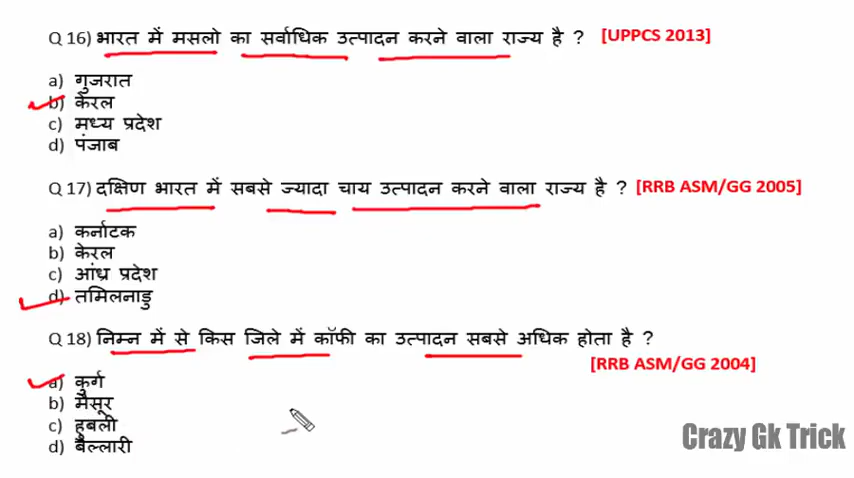 Q 16) भारत में मसलो का सर्वाधिक उत्पादन करने वाला राज्य है ? [UPPCS 2013]
a) गुजरात
b) केरल
c) मध्य प्रदेश
d) पंजाब
Q 17) दक्षिण भारत में सबसे ज्यादा चाय उत्पादन करने वाला राज्य है ? [RRB ASM/GG 2005]
a) कर्नाटक
b) केरल
c) आंध्र प्रदेश
d) तमिलनाडु
Q 18) निम्न में से किस जिले में कॉफी का उत्पादन सबसे अधिक होता है ?
[RRB ASM/GG 2004]
a) कुर्ग
b) मैसूर
c) हुबली
d) बैल्लारी
Crazy Gk Trick